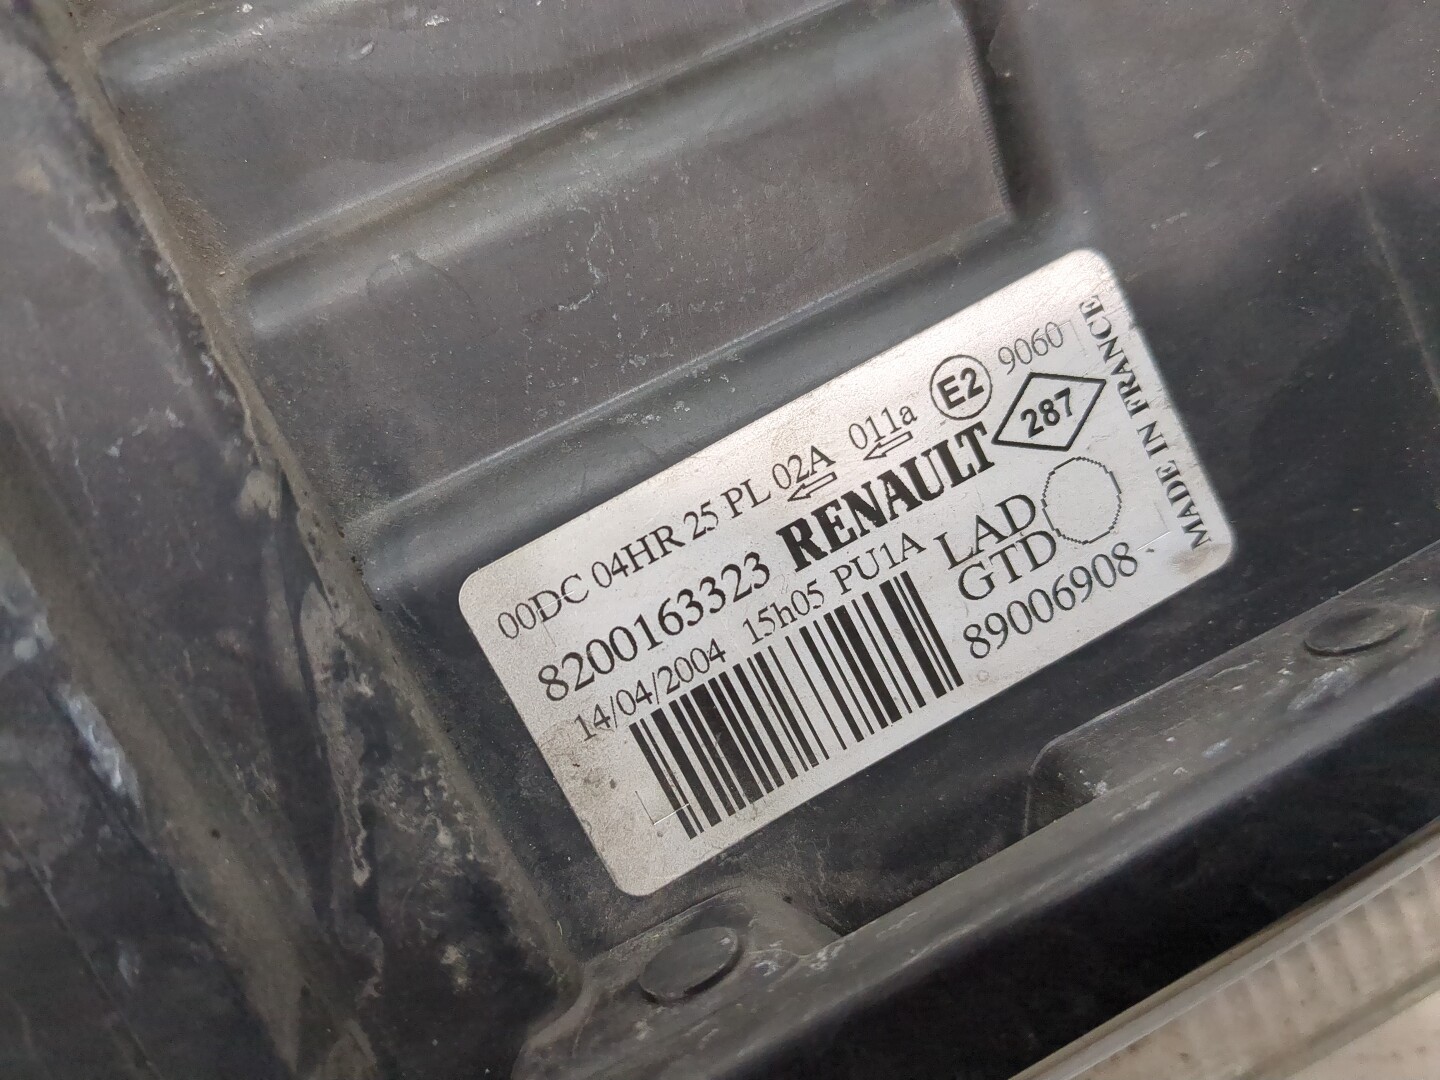 00DC 04HR 25 PL 02A 011a E2 9060
8200163323 RENAULT 287
14/04/2004 15h05 PU1A LAD
GTD
89006908
MADE IN FRANCE